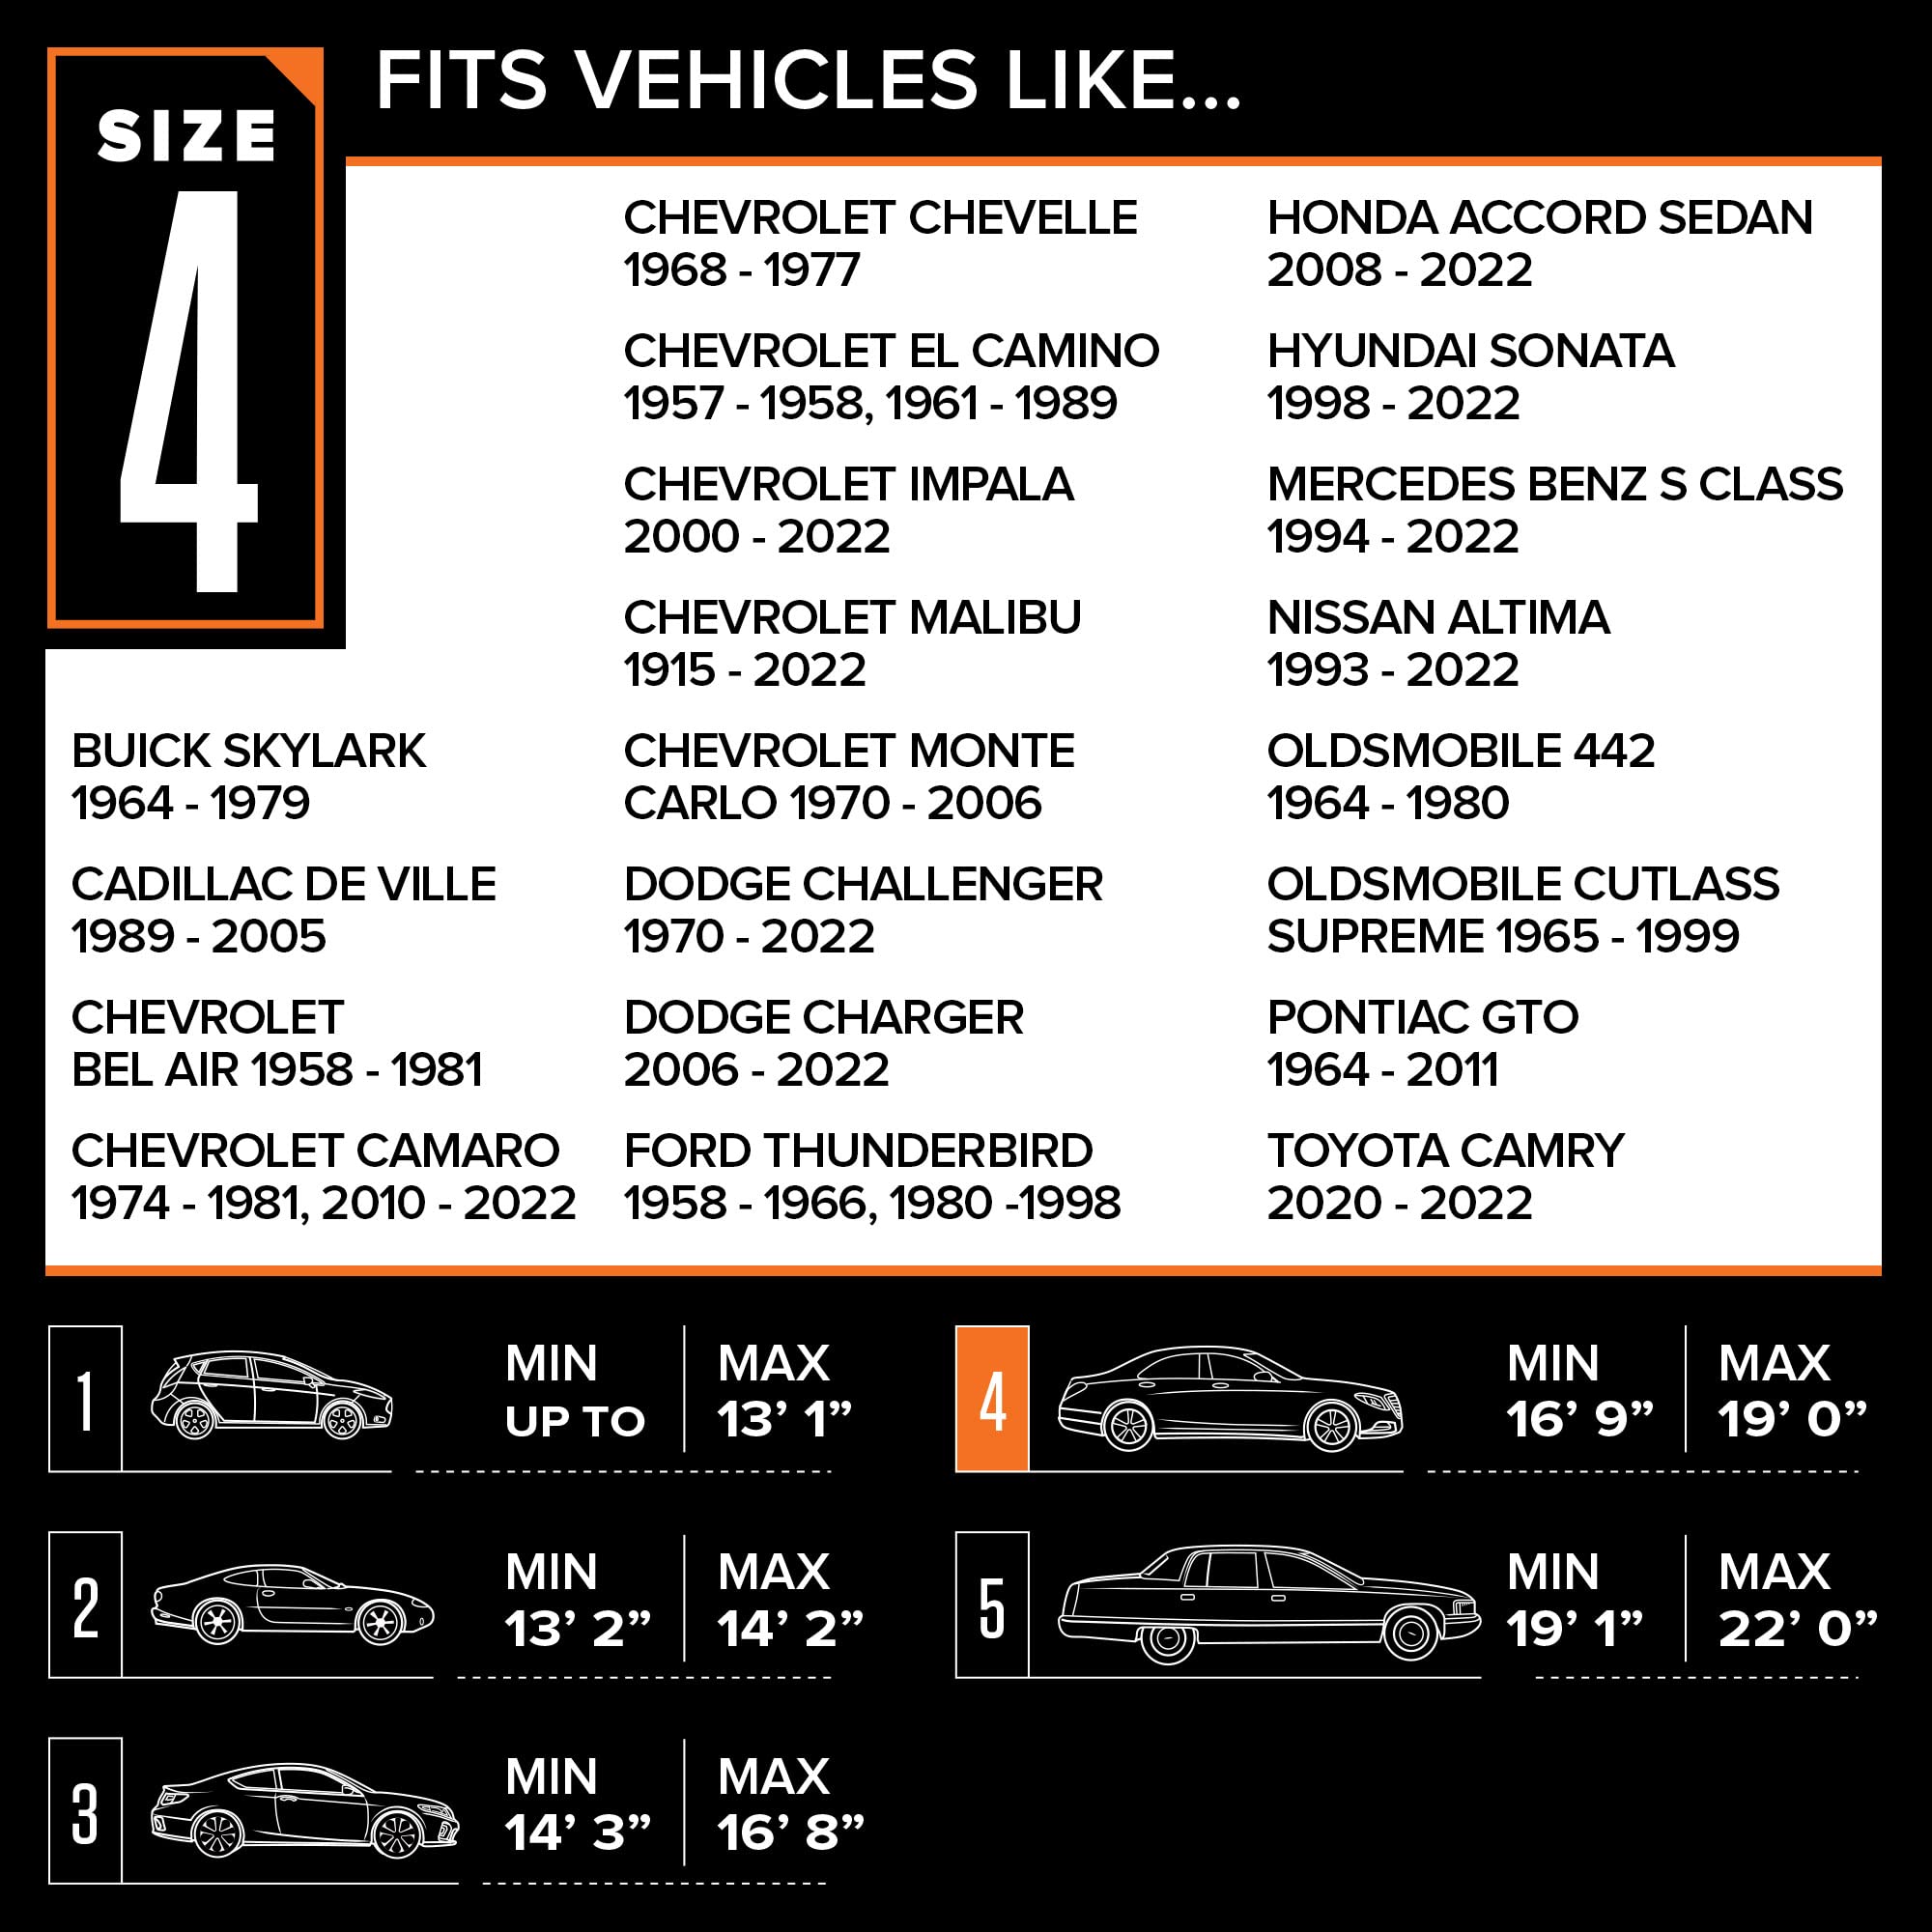 SIZE
4
FITS VEHICLES LIKE...
BUICK SKYLARK
1964 - 1979
CADILLAC DE VILLE
1989 - 2005
CHEVROLET
BEL AIR 1958 - 1981
CHEVROLET CAMARO
1974 - 1981, 2010 - 2022
CHEVROLET CHEVELLE
1968 - 1977
CHEVROLET EL CAMINO
1957 - 1958, 1961 - 1989
CHEVROLET IMPALA
2000 - 2022
CHEVROLET MALIBU
1915 - 2022
CHEVROLET MONTE
CARLO 1970 - 2006
DODGE CHALLENGER
1970 - 2022
DODGE CHARGER
2006 - 2022
FORD THUNDERBIRD
1958 - 1966, 1980 -1998
HONDA ACCORD SEDAN
2008 - 2022
HYUNDAI SONATA
1998 - 2022
MERCEDES BENZ S CLASS
1994 - 2022
NISSAN ALTIMA
1993 - 2022
OLDSMOBILE 442
1964 - 1980
OLDSMOBILE CUTLASS
SUPREME 1965 - 1999
PONTIAC GTO
1964 - 2011
TOYOTA CAMRY
2020 - 2022
1
MIN
UP TO
MAX
13’ 1”
2
MIN
13’ 2”
MAX
14’ 2”
3
MIN
14’ 3”
MAX
16’ 8”
4
MIN
16’ 9”
MAX
19’ 0”
5
MIN
19’ 1”
MAX
22’ 0”